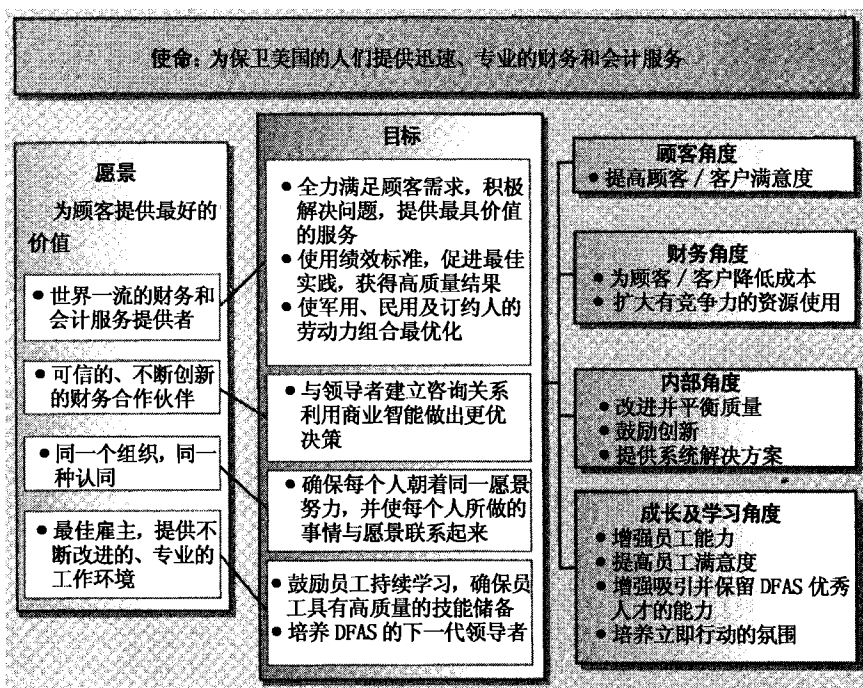 使命：为保卫美国的人们提供迅速、专业的财务和会计服务
愿景
为顾客提供最好的
价值
● 世界一流的财务和
会计服务提供者
● 可信的、不断创新
的财务合作伙伴
● 同一个组织，同一
种认同
● 最佳雇主，提供不
断改进的、专业的
工作环境
目标
● 全力满足顾客需求，积极
解决问题，提供最具价值
的服务
● 使用绩效标准，促进最佳
实践，获得高质量结果
● 使军用、民用及订约人的
劳动力组合最优化
● 与领导者建立咨询关系
利用商业智能做出更优
决策
● 确保每个人朝着同一愿景
努力，并使每个人所做的
事情与愿景联系起来
● 鼓励员工持续学习，确保员
工具有高质量的技能储备
● 培养 DFAS 的下一代领导者
顾客角度
● 提高顾客/客户满意度
财务角度
● 为顾客/客户降低成本
● 扩大有竞争力的资源使用
内部角度
● 改进并平衡质量
● 鼓励创新
● 提供系统解决方案
成长及学习角度
● 增强员工能力
● 提高员工满意度
● 增强吸引并保留 DFAS 优秀
人才的能力
● 培养立即行动的氛围